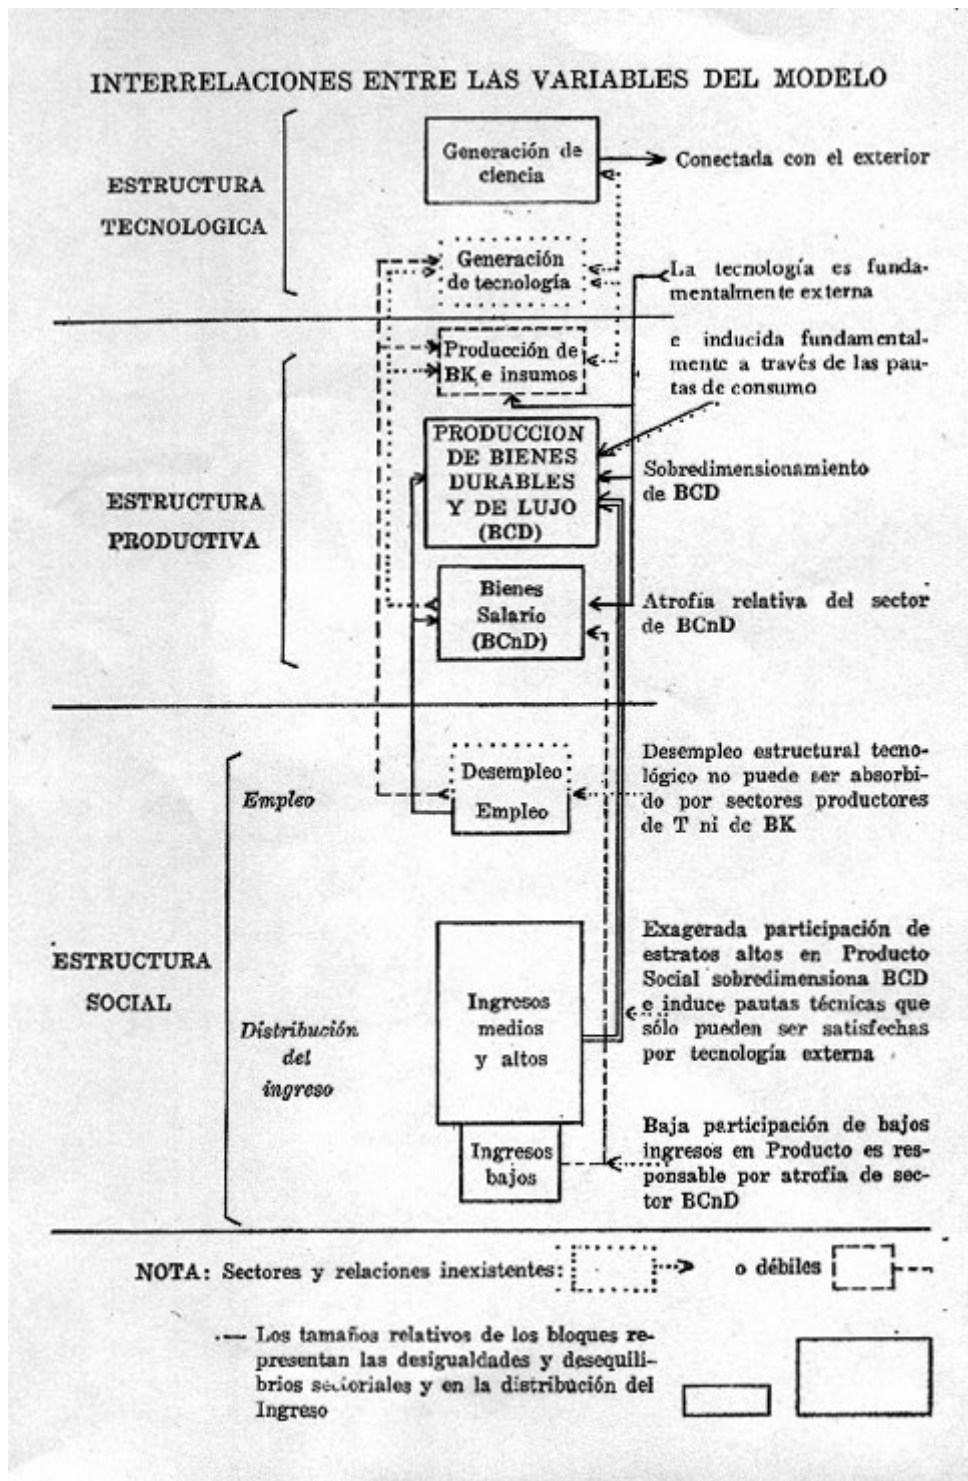 INTERRELACIONES ENTRE LAS VARIABLES DEL MODELO
ESTRUCTURA
TECNOLOGICA
Generación de
ciencia
Conectada con el exterior
Generación
de tecnología
La tecnología es funda-
mentalmente externa
e inducida fundamental-
mente a través de las pau-
tas de consumo
ESTRUCTURA
PRODUCTIVA
Producción de
BK e insumos
PRODUCCION
DE BIENES
DURABLES
Y DE LUJO
(BCD)
Sobredimensionamiento
de BCD
Bienes
Salario
(BCnD)
Atrofia relativa del sector
de BCnD
ESTRUCTURA
SOCIAL
Empleo
Desempleo
Empleo
Desempleo estructural tecno-
lógico no puede ser absorbi-
do por sectores productores
de T ni de BK
Distribución
del
ingreso
Ingresos
medios
y altos
Exagerada participación de
estratos altos en Producto
Social sobredimensiona BCD
e induce pautas técnicas que
sólo pueden ser satisfechas
por tecnología externa
Ingresos
bajos
Baja participación de bajos
ingresos en Producto es res-
ponsable por atrofia de sec-
tor BCnD
NOTA: Sectores y relaciones inexistentes: o débiles
— Los tamaños relativos de los bloques re-
presentan las desigualdades y desequili-
brios sectoriales y en la distribución del
Ingreso